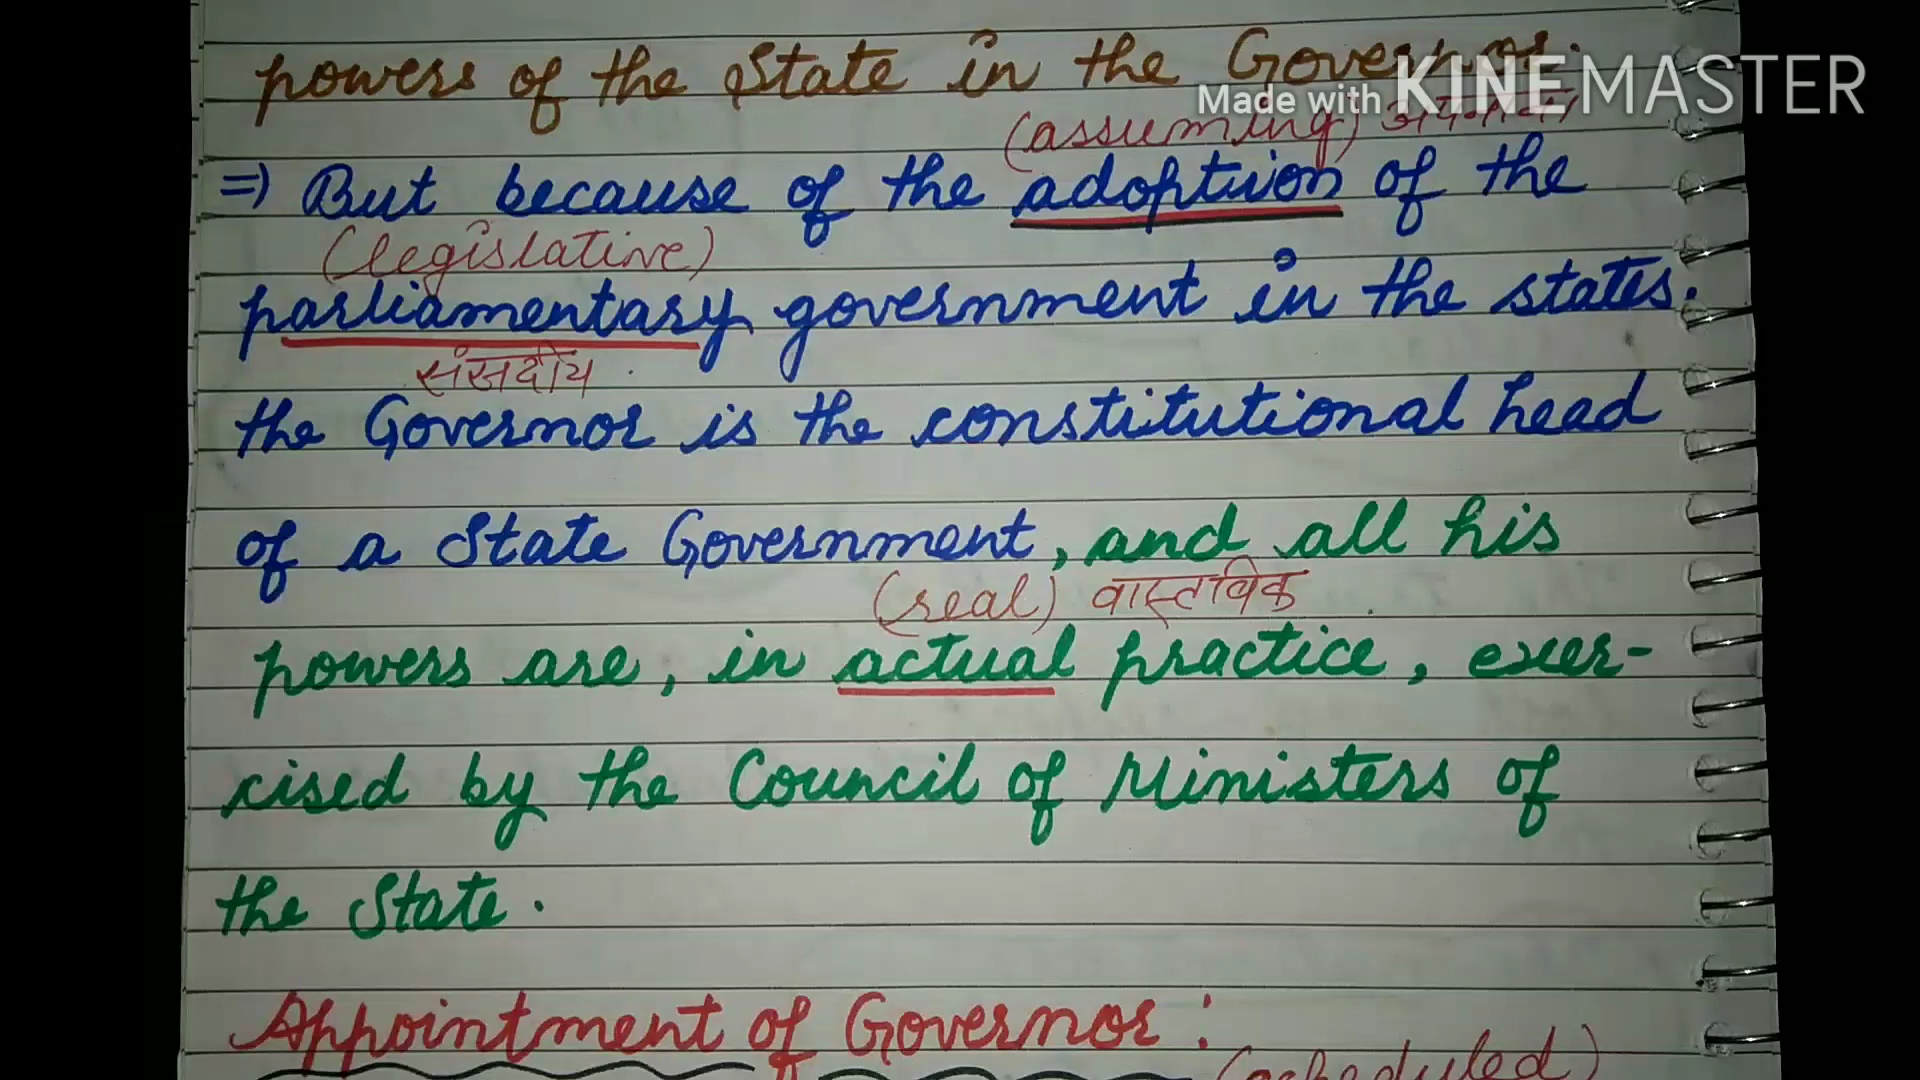 powers of the State in the Governor.
Made with KINEMASTER
(assuming)
=) But because of the adoption of the
(legislative)
parliamentary government in the states.
संसदीय
the Governor is the constitutional head
of a State Government, and all his
(real) वास्तविक
powers are, in actual practice, exer-
cised by the Council of Ministers of
the State.
Appointment of Governor :
(scheduled)